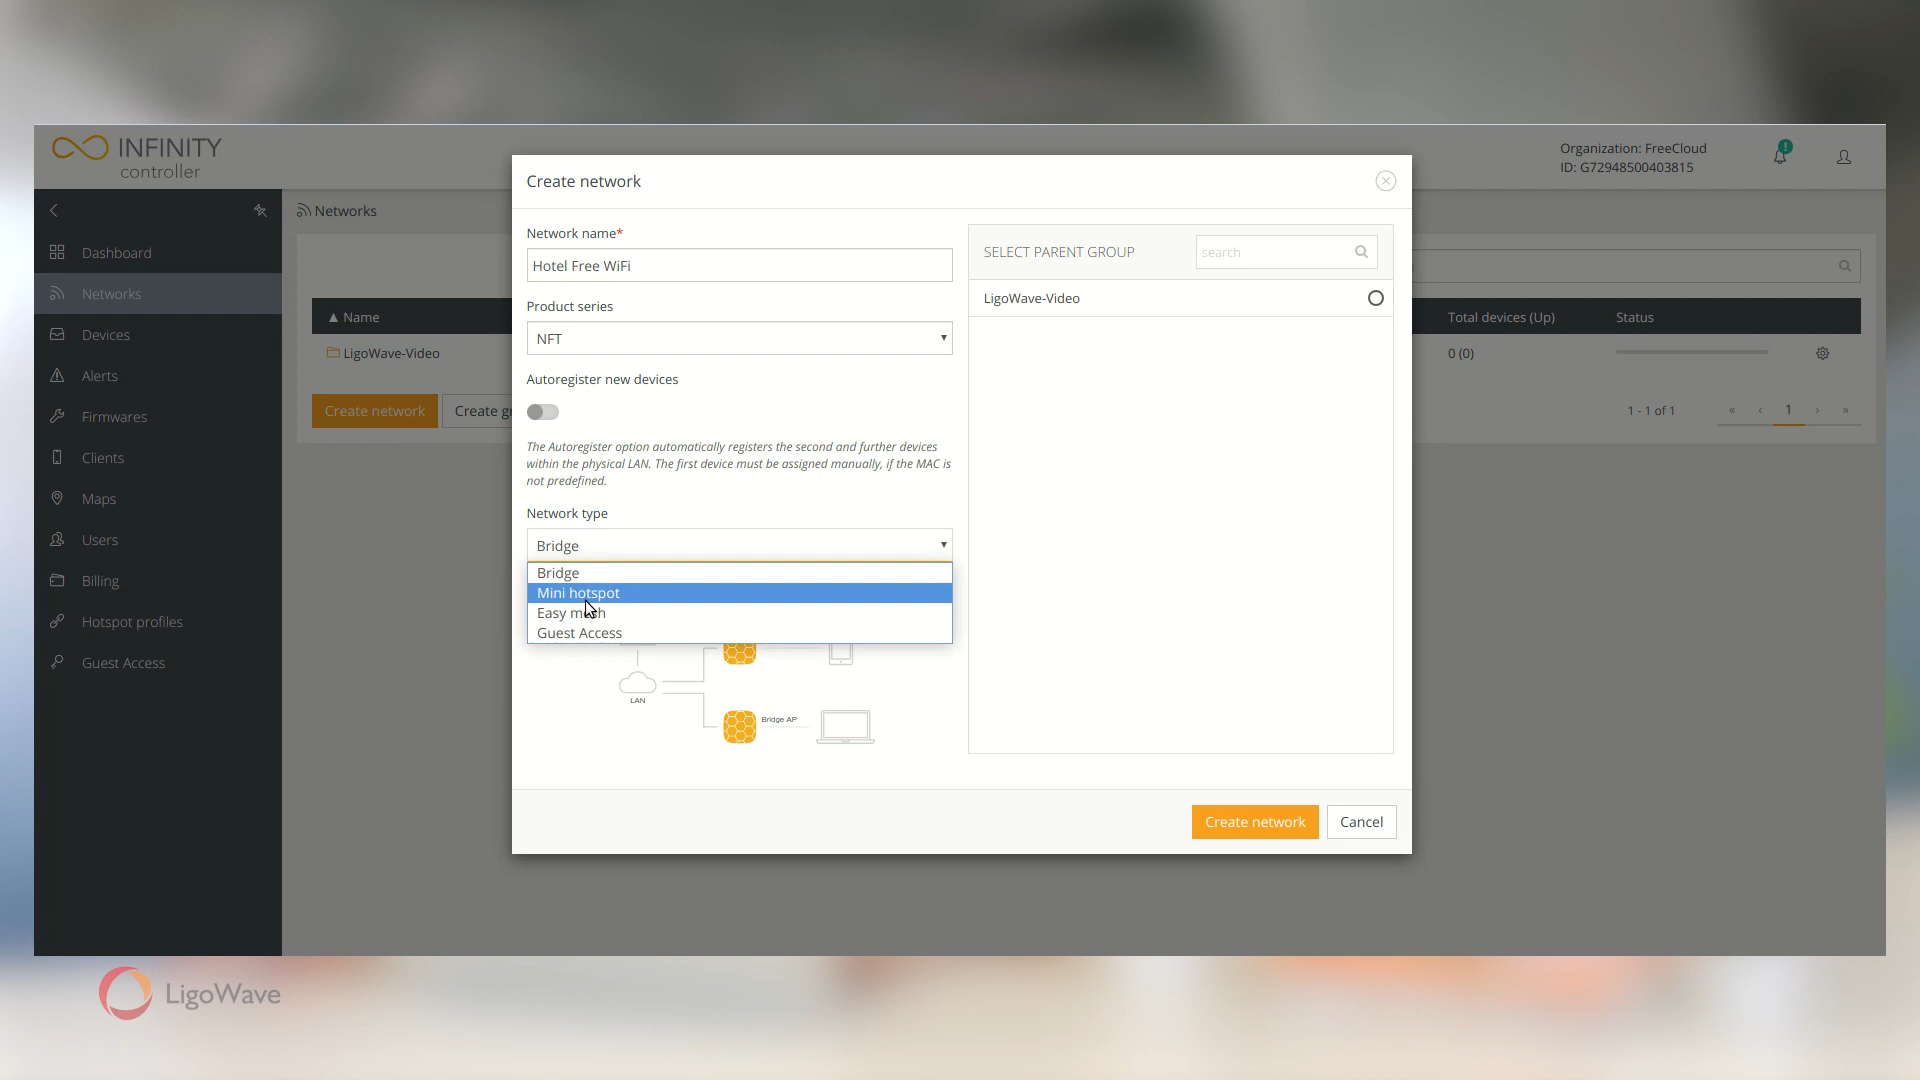 INFINITY
controller
Organization: FreeCloud
ID: G72948500403815
Dashboard
Networks
Devices
Alerts
Firmwares
Clients
Maps
Users
Billing
Hotspot profiles
Guest Access
Networks
▲ Name
Total devices (Up)
Status
LigoWave-Video
0 (0)
Create network
Create g
1 - 1 of 1
« ‹ 1 › »
Create network
Network name*
Hotel Free WiFi
Product series
NFT
Autoregister new devices
The Autoregister option automatically registers the second and further devices
within the physical LAN. The first device must be assigned manually, if the MAC is
not predefined.
Network type
Bridge
Bridge
Mini hotspot
Easy mesh
Guest Access
LAN
Bridge AP
SELECT PARENT GROUP
search
LigoWave-Video
Create network
Cancel
LigoWave